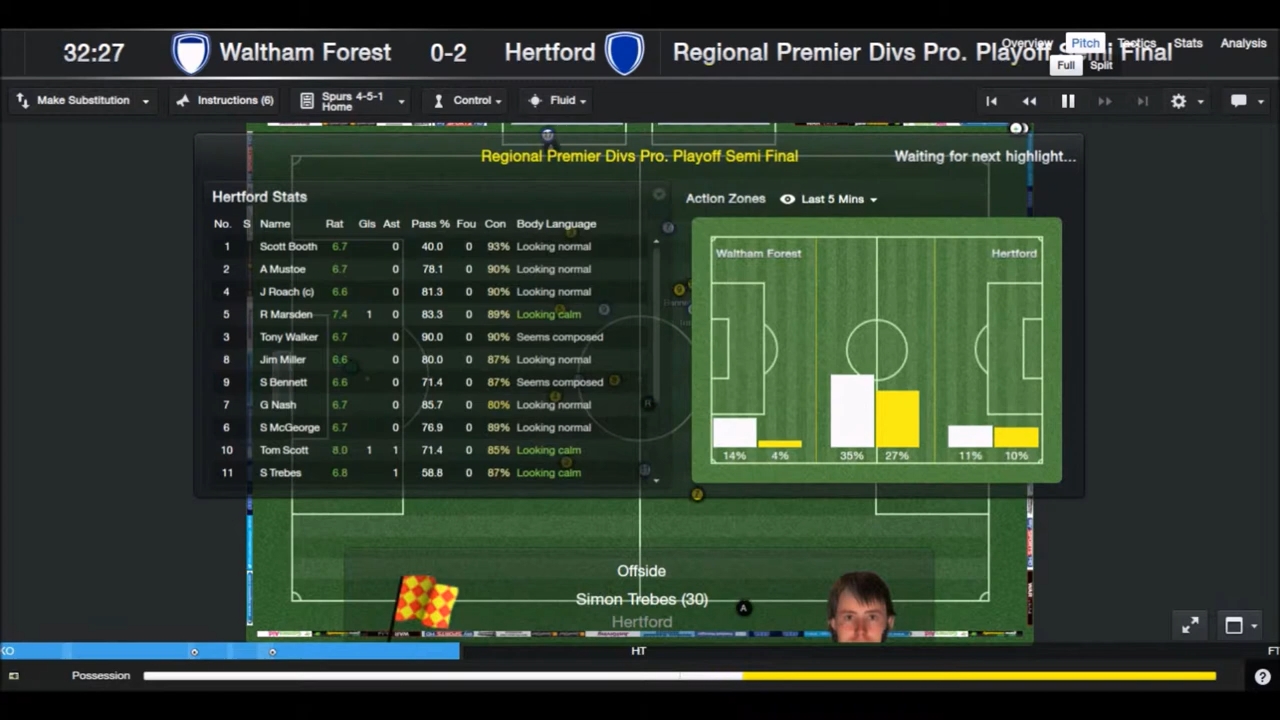 32:27 Waltham Forest 0-2 Hertford Regional Premier Divs Pro. Playoff Semi Final
Overview Pitch Tactics Stats Analysis
Full Split
Make Substitution Instructions (6) Spurs 4-5-1 Home Control Fluid
Regional Premier Divs Pro. Playoff Semi Final
Waiting for next highlight...
Hertford Stats
No. S Name Rat Gls Ast Pass % Fou Con Body Language
1 Scott Booth 6.7 0 40.0 0 93% Looking normal
2 A Mustoe 6.7 0 78.1 0 90% Looking normal
4 J Roach (c) 6.6 0 81.3 0 90% Looking normal
5 R Marsden 7.4 1 0 83.3 0 89% Looking calm
3 Tony Walker 6.7 0 90.0 0 90% Seems composed
8 Jim Miller 6.6 0 80.0 0 87% Looking normal
9 S Bennett 6.6 0 71.4 0 87% Seems composed
7 G Nash 6.7 0 85.7 0 80% Looking normal
6 S McGeorge 6.7 0 76.9 0 89% Looking normal
10 Tom Scott 8.0 1 1 71.4 0 85% Looking calm
11 S Trebes 6.8 1 58.8 0 87% Looking calm
Action Zones Last 5 Mins
Waltham Forest Hertford
14% 4% 35% 27% 11% 10%
Offside
Simon Trebes (30)
Hertford
A
KO HT FT
Possession